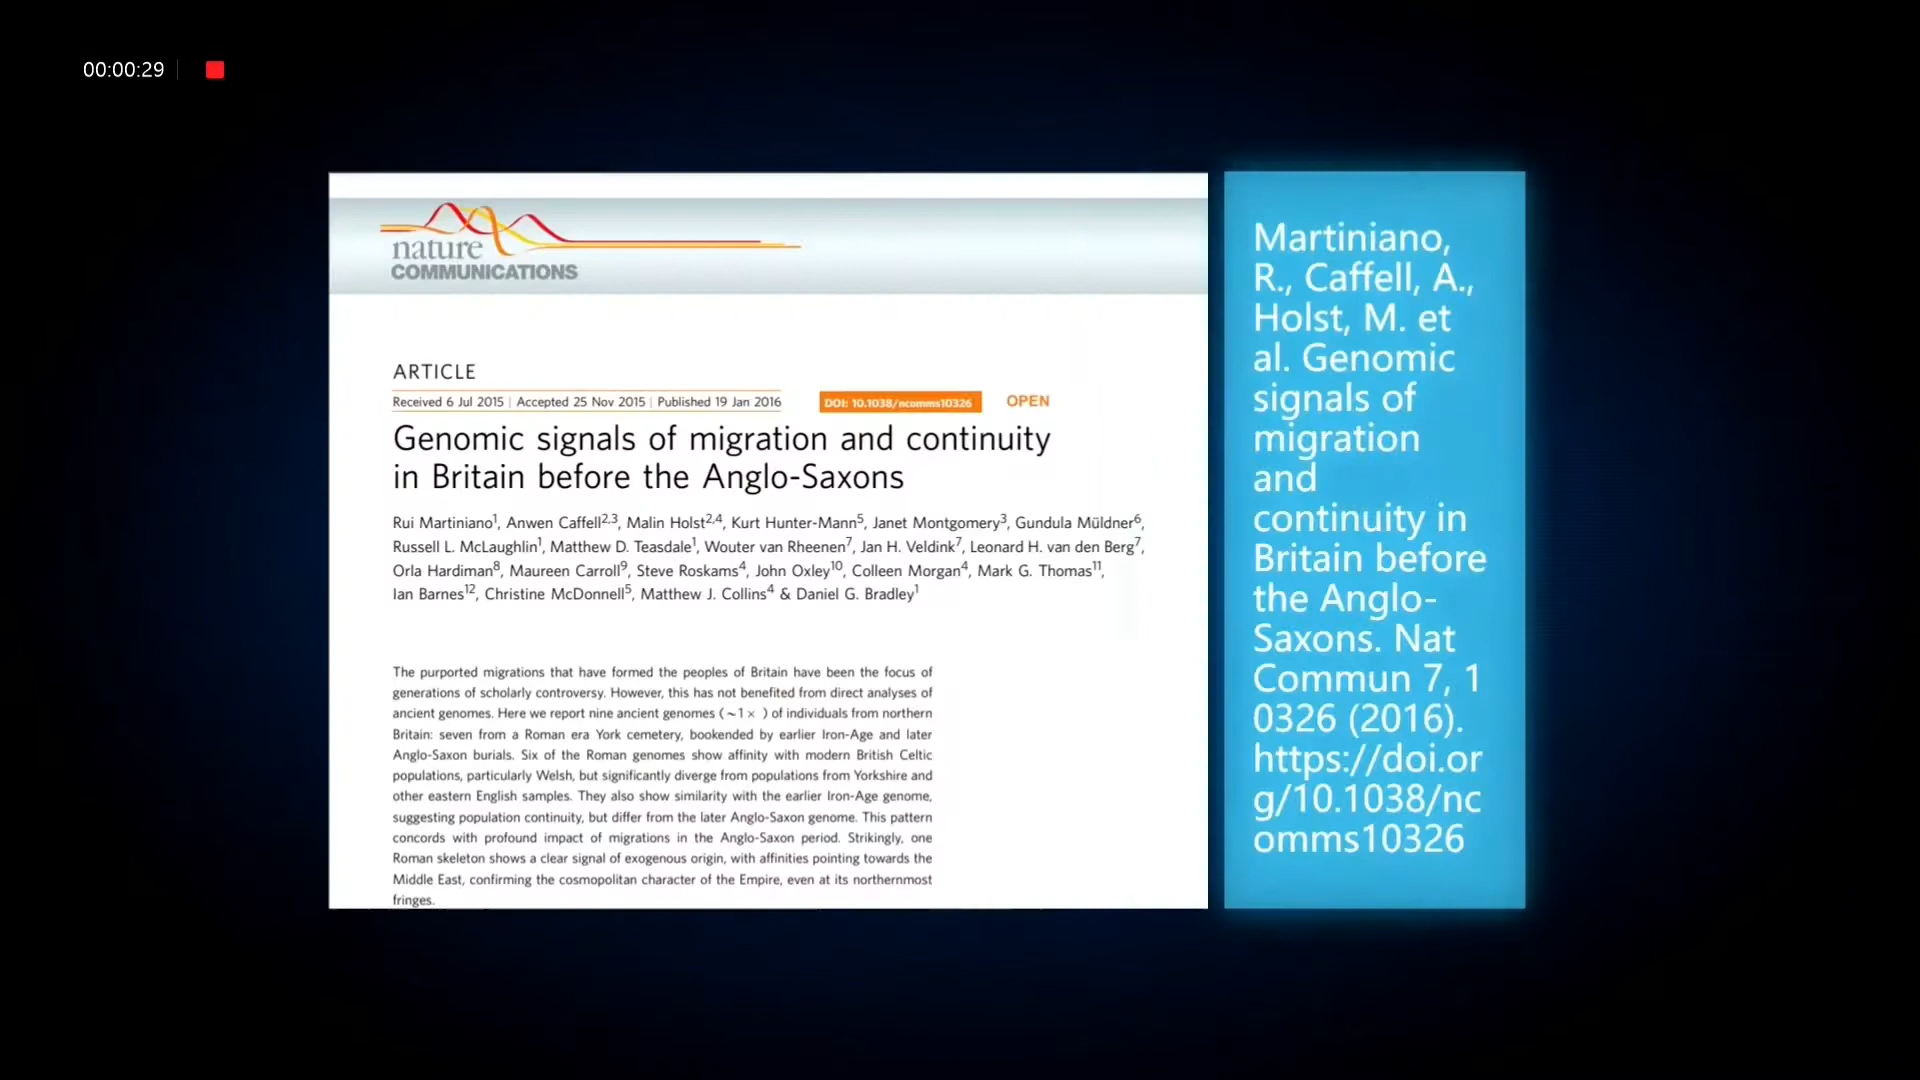 00:00:29
nature
COMMUNICATIONS
ARTICLE
Received 6 Jul 2015 | Accepted 25 Nov 2015 | Published 19 Jan 2016
DOI: 10.1038/ncomms10326
OPEN
Genomic signals of migration and continuity
in Britain before the Anglo-Saxons
Rui Martiniano1, Anwen Caffell2,3, Malin Holst2,4, Kurt Hunter-Mann5, Janet Montgomery3, Gundula Müldner6,
Russell L. McLaughlin1, Matthew D. Teasdale1, Wouter van Rheenen7, Jan H. Veldink7, Leonard H. van den Berg7,
Orla Hardiman8, Maureen Carroll9, Steve Roskams4, John Oxley10, Colleen Morgan4, Mark G. Thomas11,
Ian Barnes12, Christine McDonnell5, Matthew J. Collins4 & Daniel G. Bradley1
The purported migrations that have formed the peoples of Britain have been the focus of
generations of scholarly controversy. However, this has not benefited from direct analyses of
ancient genomes. Here we report nine ancient genomes (~1 × ) of individuals from northern
Britain: seven from a Roman era York cemetery, bookended by earlier Iron-Age and later
Anglo-Saxon burials. Six of the Roman genomes show affinity with modern British Celtic
populations, particularly Welsh, but significantly diverge from populations from Yorkshire and
other eastern English samples. They also show similarity with the earlier Iron-Age genome,
suggesting population continuity, but differ from the later Anglo-Saxon genome. This pattern
concords with profound impact of migrations in the Anglo-Saxon period. Strikingly, one
Roman skeleton shows a clear signal of exogenous origin, with affinities pointing towards the
Middle East, confirming the cosmopolitan character of the Empire, even at its northernmost
fringes.
Martiniano,
R., Caffell, A.,
Holst, M. et
al. Genomic
signals of
migration
and
continuity in
Britain before
the Anglo-
Saxons. Nat
Commun 7, 1
0326 (2016).
https://doi.or
g/10.1038/nc
omms10326